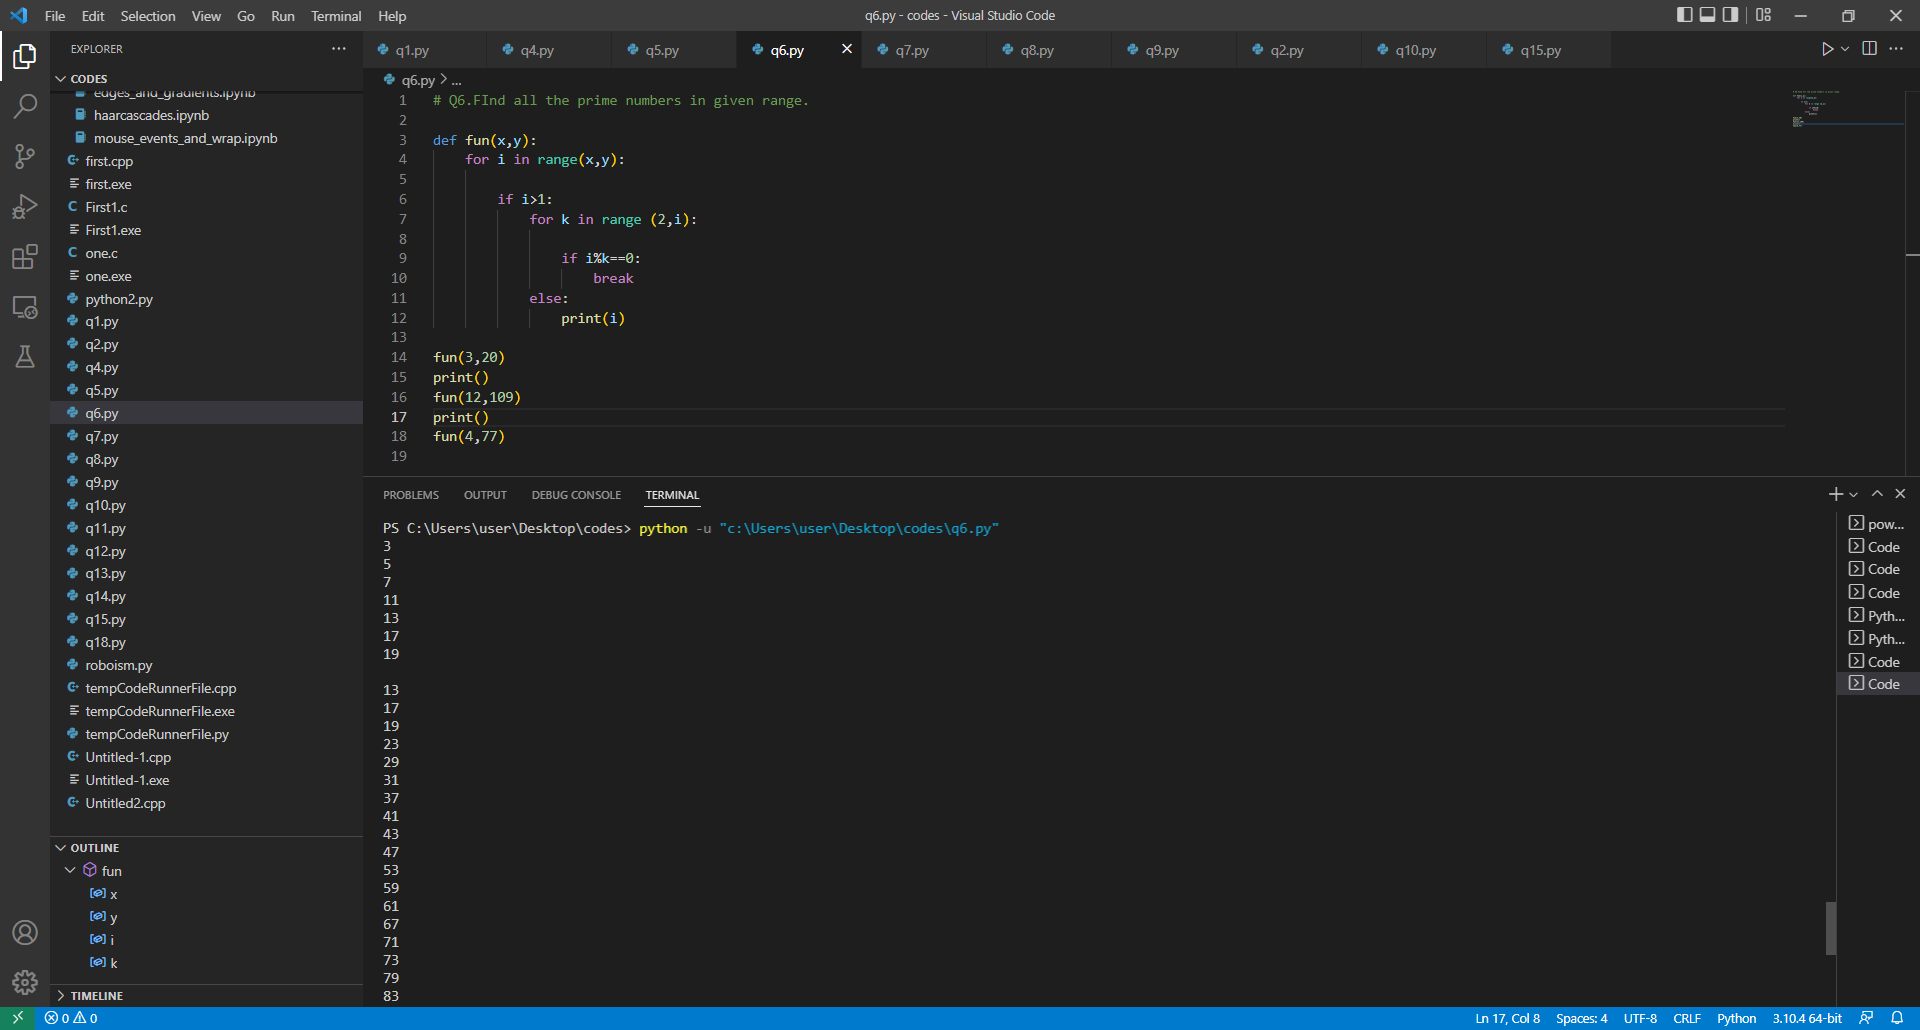 File Edit Selection View Go Run Terminal Help
q6.py - codes - Visual Studio Code
EXPLORER
CODES
edges_and_gradients.ipynb
haarcascades.ipynb
mouse_events_and_wrap.ipynb
first.cpp
first.exe
First1.c
First1.exe
one.c
one.exe
python2.py
q1.py
q2.py
q4.py
q5.py
q6.py
q7.py
q8.py
q9.py
q10.py
q11.py
q12.py
q13.py
q14.py
q15.py
q18.py
roboism.py
tempCodeRunnerFile.cpp
tempCodeRunnerFile.exe
tempCodeRunnerFile.py
Untitled-1.cpp
Untitled-1.exe
Untitled2.cpp
OUTLINE
fun
x
y
i
k
TIMELINE
q1.py q4.py q5.py q6.py q7.py q8.py q9.py q2.py q10.py q15.py
q6.py > ...
1 # Q6.FInd all the prime numbers in given range.
2
3 def fun(x,y):
4 for i in range(x,y):
5
6 if i>1:
7 for k in range (2,i):
8
9 if i%k==0:
10 break
11 else:
12 print(i)
13
14 fun(3,20)
15 print()
16 fun(12,109)
17 print()
18 fun(4,77)
19
PROBLEMS OUTPUT DEBUG CONSOLE TERMINAL
PS C:\Users\user\Desktop\codes> python -u "c:\Users\user\Desktop\codes\q6.py"
3
5
7
11
13
17
19
13
17
19
23
29
31
37
41
43
47
53
59
61
67
71
73
79
83
pow...
Code
Code
Code
Pyth...
Pyth...
Code
Code
0 0
Ln 17, Col 8 Spaces: 4 UTF-8 CRLF Python 3.10.4 64-bit